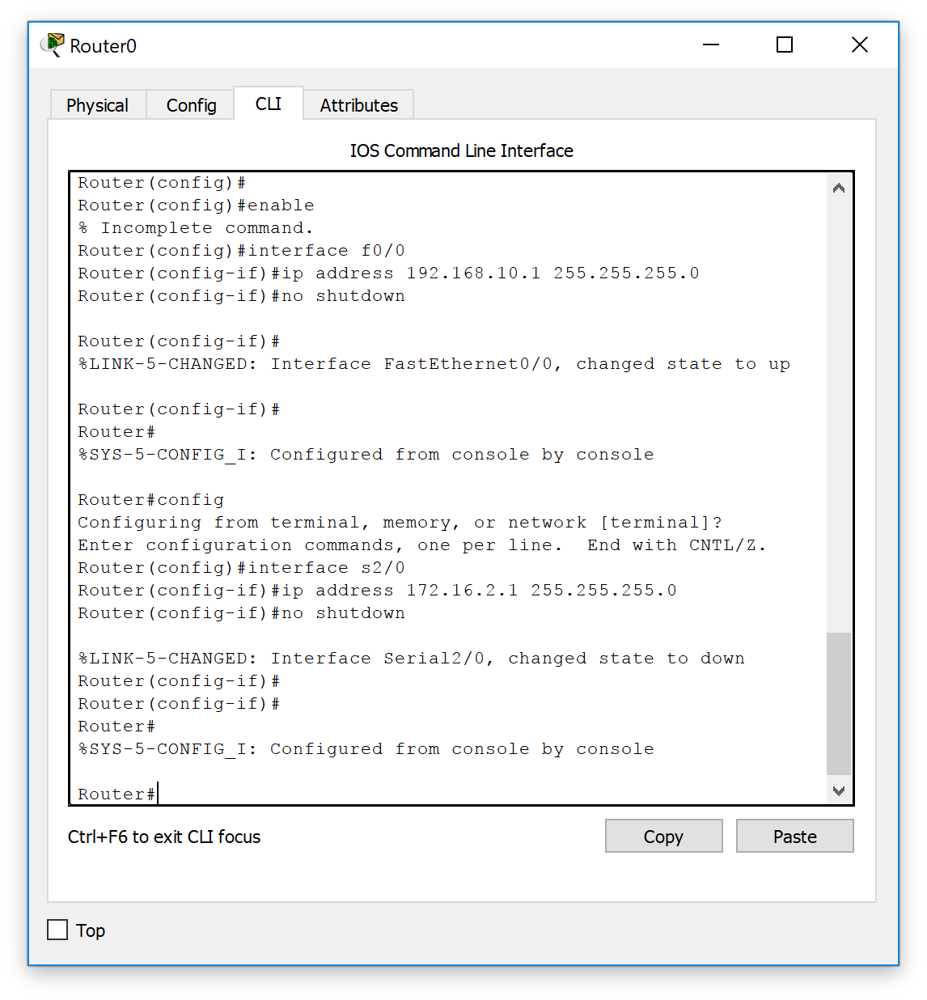 Router0
Physical Config CLI Attributes
IOS Command Line Interface
Router(config)#
Router(config)#enable
% Incomplete command.
Router(config)#interface f0/0
Router(config-if)#ip address 192.168.10.1 255.255.255.0
Router(config-if)#no shutdown
Router(config-if)#
%LINK-5-CHANGED: Interface FastEthernet0/0, changed state to up
Router(config-if)#
Router#
%SYS-5-CONFIG_I: Configured from console by console
Router#config
Configuring from terminal, memory, or network [terminal]?
Enter configuration commands, one per line.  End with CNTL/Z.
Router(config)#interface s2/0
Router(config-if)#ip address 172.16.2.1 255.255.255.0
Router(config-if)#no shutdown
%LINK-5-CHANGED: Interface Serial2/0, changed state to down
Router(config-if)#
Router(config-if)#
Router#
%SYS-5-CONFIG_I: Configured from console by console
Router#
Ctrl+F6 to exit CLI focus Copy Paste
Top